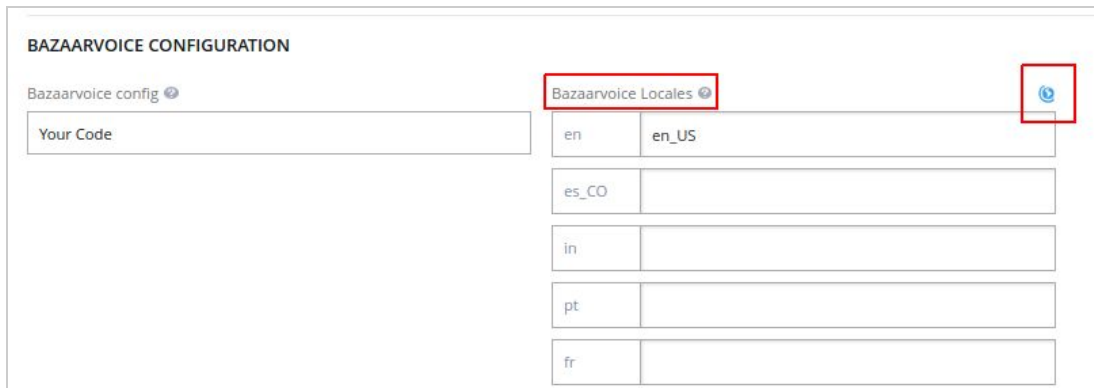 BAZAARVOICE CONFIGURATION
Bazaarvoice config
Bazaarvoice Locales
Your Code
en
en_US
es_CO
in
pt
fr